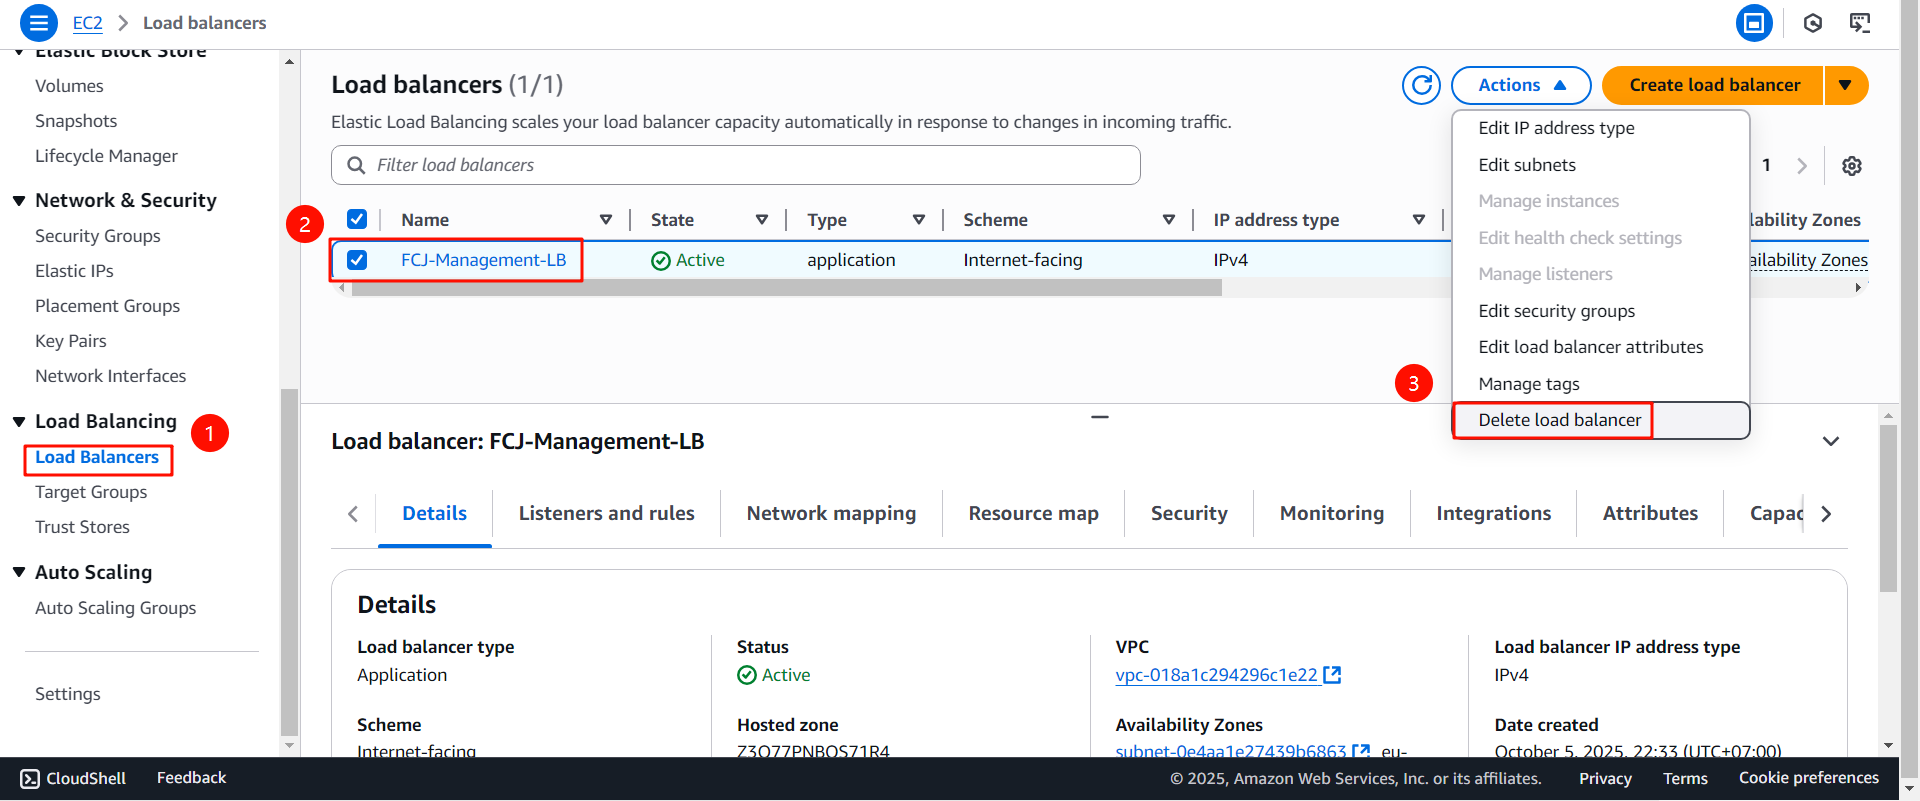 EC2 > Load balancers
Elastic Block Store
Volumes
Snapshots
Lifecycle Manager
Network & Security
Security Groups
Elastic IPs
Placement Groups
Key Pairs
Network Interfaces
Load Balancing
1
Load Balancers
Target Groups
Trust Stores
Auto Scaling
Auto Scaling Groups
Settings
Load balancers (1/1)
Actions
Create load balancer
Elastic Load Balancing scales your load balancer capacity automatically in response to changes in incoming traffic.
Filter load balancers
1
2
Name State Type Scheme IP address type lability Zones
FCJ-Management-LB Active application Internet-facing IPv4 ailability Zones
Edit IP address type
Edit subnets
Manage instances
Edit health check settings
Manage listeners
Edit security groups
Edit load balancer attributes
Manage tags
3
Delete load balancer
Load balancer: FCJ-Management-LB
Details Listeners and rules Network mapping Resource map Security Monitoring Integrations Attributes Capac
Details
Load balancer type
Application
Status
Active
VPC
vpc-018a1c294296c1e22
Load balancer IP address type
IPv4
Scheme
Internet-facing
Hosted zone
Z3Q77PNBQS71R4
Availability Zones
subnet-0e4aa1e27439b6863 eu-
Date created
October 5, 2025, 22:33 (UTC+07:00)
CloudShell Feedback © 2025, Amazon Web Services, Inc. or its affiliates. Privacy Terms Cookie preferences